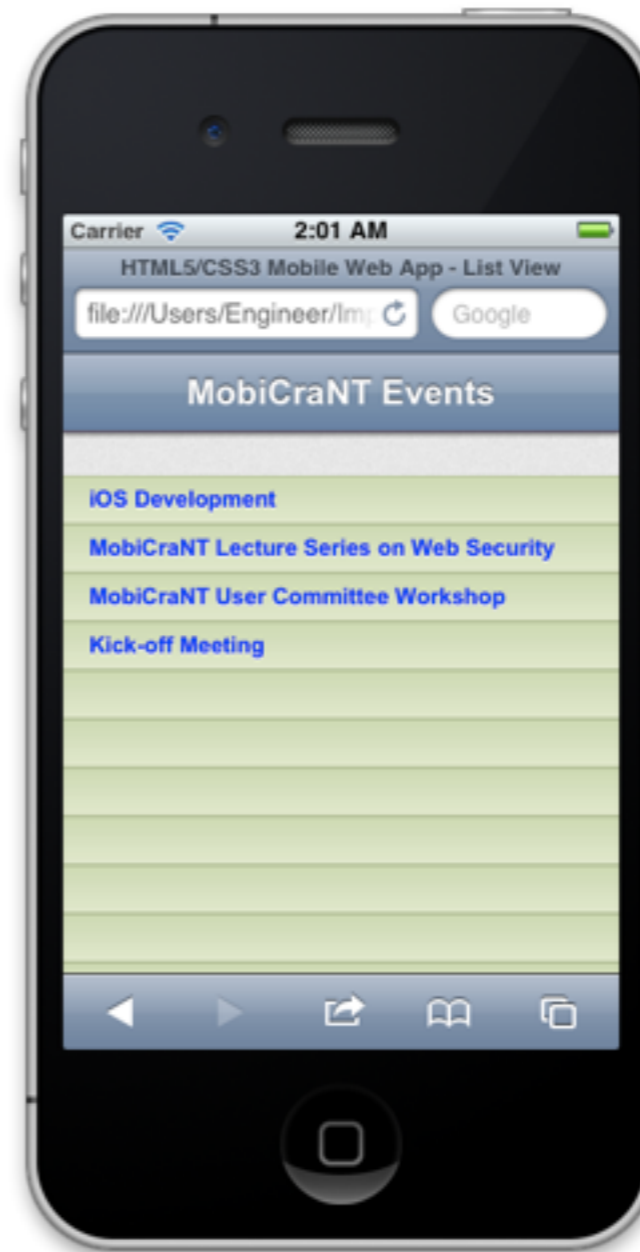 Carrier 2:01 AM
HTML5/CSS3 Mobile Web App - List View
file:///Users/Engineer/Imp Google
MobiCraNT Events
iOS Development
MobiCraNT Lecture Series on Web Security
MobiCraNT User Committee Workshop
Kick-off Meeting